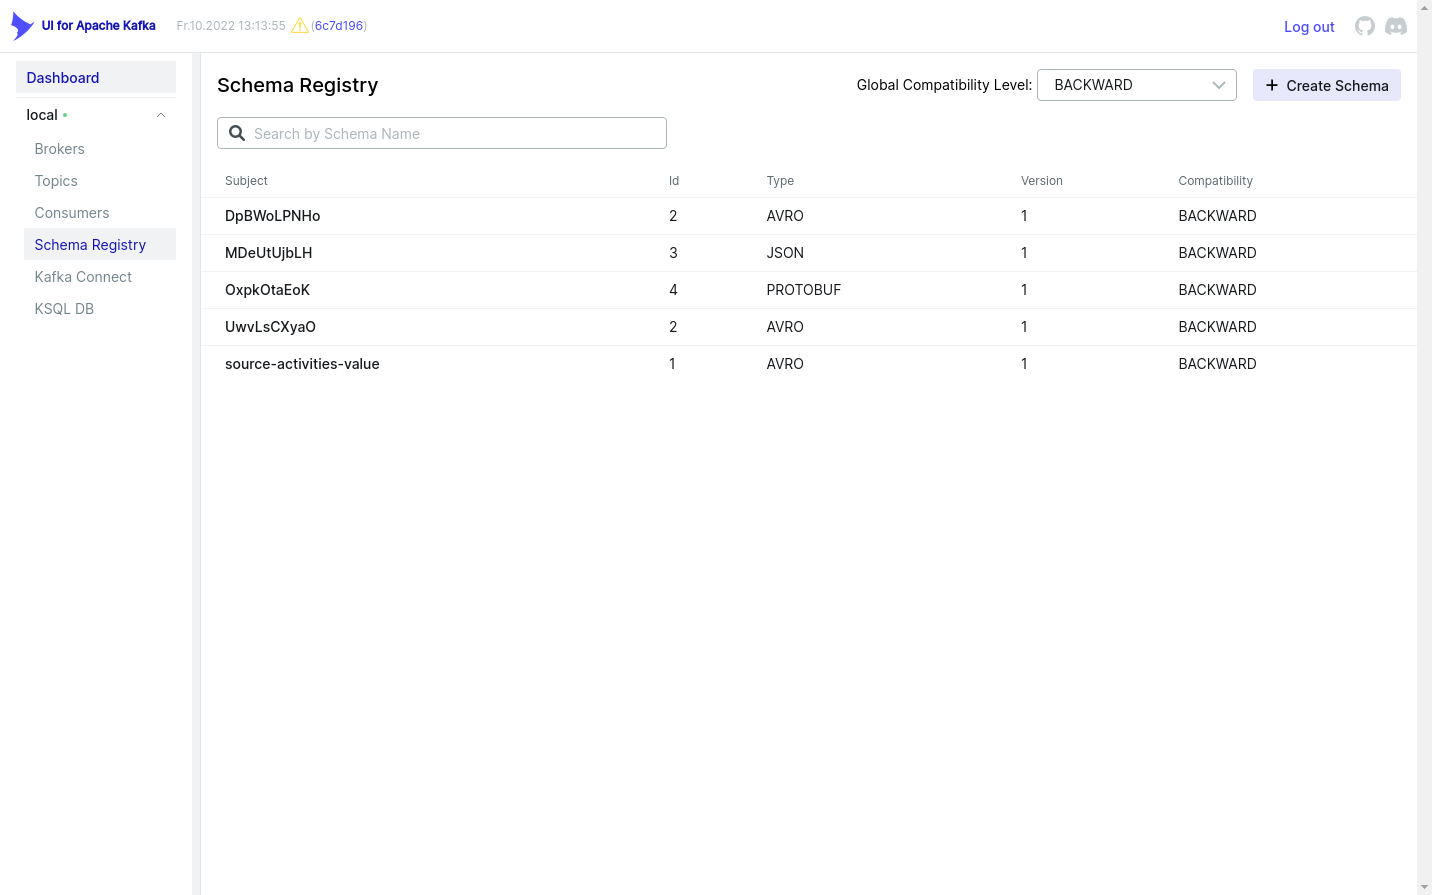 UI for Apache Kafka Fr.10.2022 13:13:55 (6c7d196) Log out
Dashboard
local
Brokers
Topics
Consumers
Schema Registry
Kafka Connect
KSQL DB
Schema Registry Global Compatibility Level: BACKWARD Create Schema
Search by Schema Name
Subject Id Type Version Compatibility
DpBWoLPNHo 2 AVRO 1 BACKWARD
MDeUtUjbLH 3 JSON 1 BACKWARD
OxpkOtaEoK 4 PROTOBUF 1 BACKWARD
UwvLsCXyaO 2 AVRO 1 BACKWARD
source-activities-value 1 AVRO 1 BACKWARD